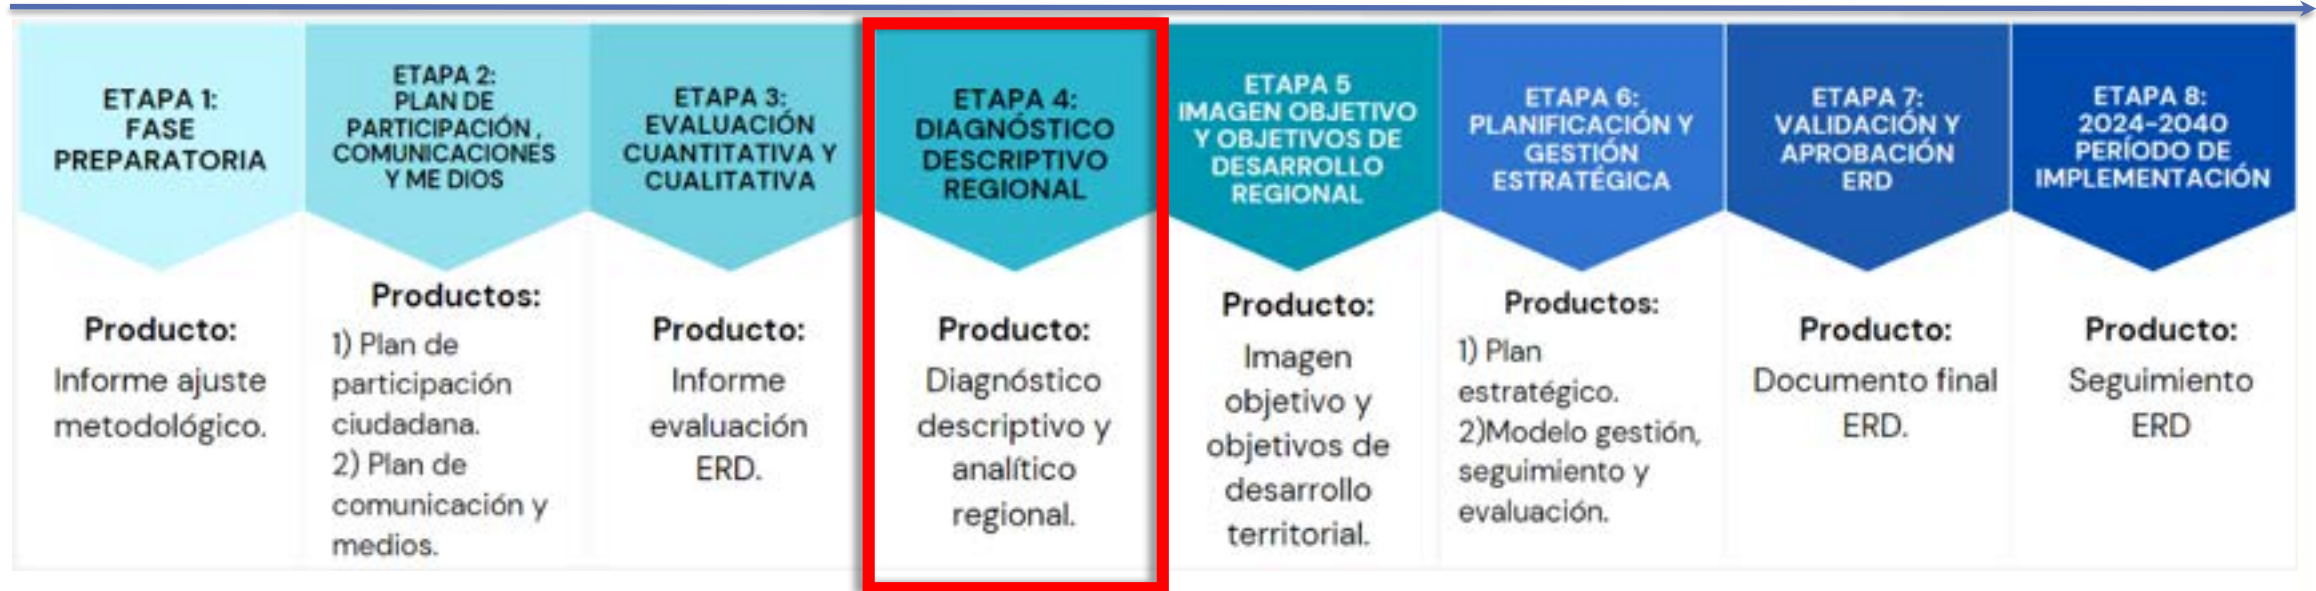 ETAPA 1:
FASE
PREPARATORIA
Producto:
Informe ajuste
metodológico.
ETAPA 2:
PLAN DE
PARTICIPACIÓN ,
COMUNICACIONES
Y ME DIOS
Productos:
1) Plan de
participación
ciudadana.
2) Plan de
comunicación y
medios.
ETAPA 3:
EVALUACIÓN
CUANTITATIVA Y
CUALITATIVA
Producto:
Informe
evaluación
ERD.
ETAPA 4:
DIAGNÓSTICO
DESCRIPTIVO
REGIONAL
Producto:
Diagnóstico
descriptivo y
analítico
regional.
ETAPA 5
IMAGEN OBJETIVO
Y OBJETIVOS DE
DESARROLLO
REGIONAL
Producto:
Imagen
objetivo y
objetivos de
desarrollo
territorial.
ETAPA 6:
PLANIFICACIÓN Y
GESTIÓN
ESTRATÉGICA
Productos:
1) Plan
estratégico.
2)Modelo gestión,
seguimiento y
evaluación.
ETAPA 7:
VALIDACIÓN Y
APROBACIÓN
ERD
Producto:
Documento final
ERD.
ETAPA 8:
2024-2040
PERÍODO DE
IMPLEMENTACIÓN
Producto:
Seguimiento
ERD